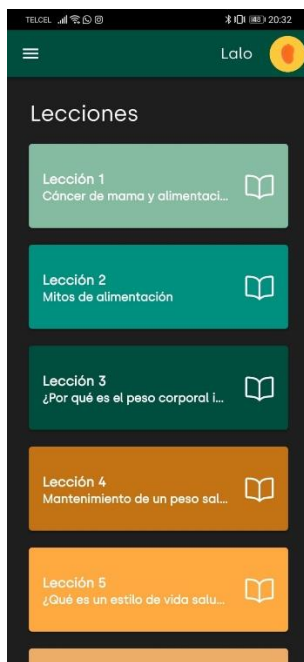 TELCEL
48
20:32
Lalo
Lecciones
Lección 1
Cáncer de mama y alimentaci...
Lección 2
Mitos de alimentación
Lección 3
¿Por qué es el peso corporal i...
Lección 4
Mantenimiento de un peso sal...
Lección 5
¿Qué es un estilo de vida salu...